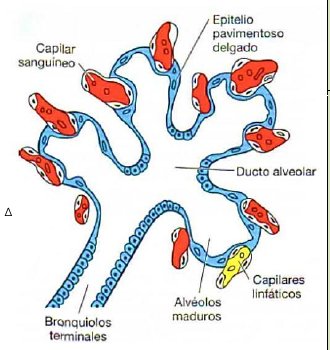 Epitelio
pavimentoso
delgado
Capilar
sanguíneo
Ducto alveolar
Δ
Capilares
linfáticos
Alvéolos
maduros
Bronquiolos
terminales